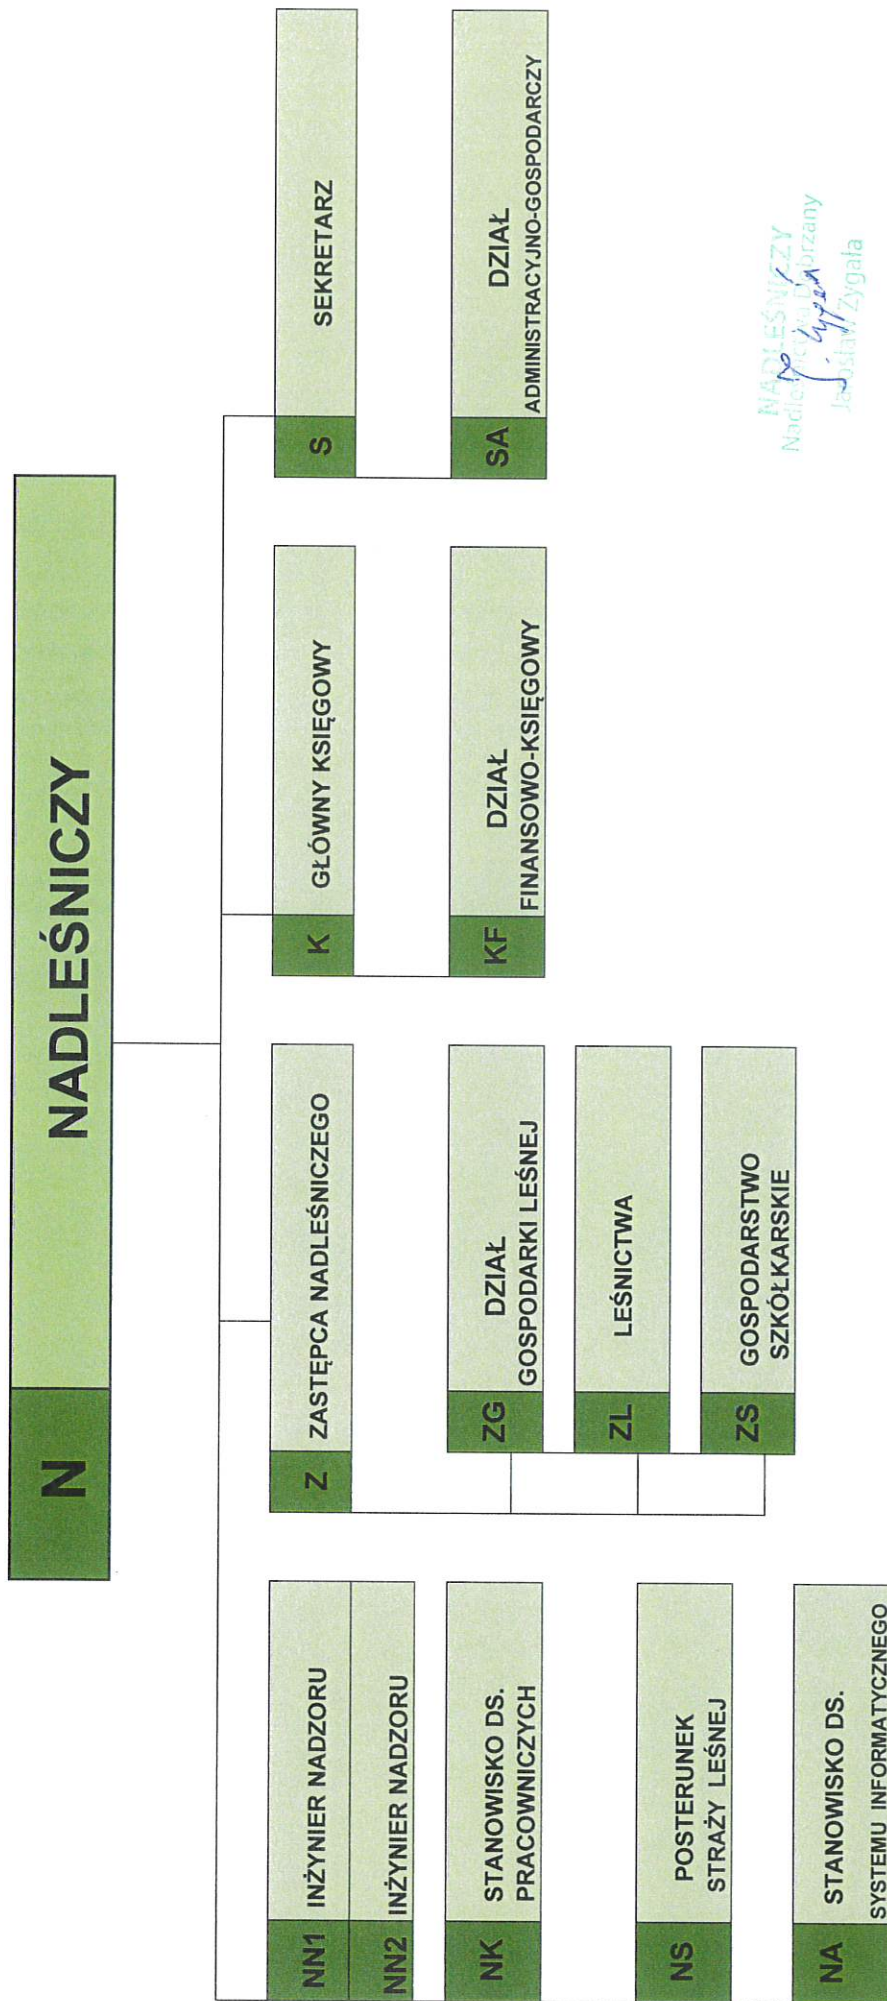 N NADLEŚNICZY
NN1 INŻYNIER NADZORU
NN2 INŻYNIER NADZORU
NK STANOWISKO DS.
PRACOWNICZYCH
NS POSTERUNEK
STRAŻY LEŚNEJ
NA STANOWISKO DS.
SYSTEMU INFORMATYCZNEGO
Z ZASTĘPCA NADLEŚNICZEGO
ZG DZIAŁ
GOSPODARKI LEŚNEJ
ZL LEŚNICTWA
ZS GOSPODARSTWO
SZKÓŁKARSKIE
K GŁÓWNY KSIĘGOWY
KF DZIAŁ
FINANSOWO-KSIĘGOWY
S SEKRETARZ
SA DZIAŁ
ADMINISTRACYJNO-GOSPODARCZY
NADLEŚNICZY
Nadleśnictwa Dobrzany
Jarosław Zygała